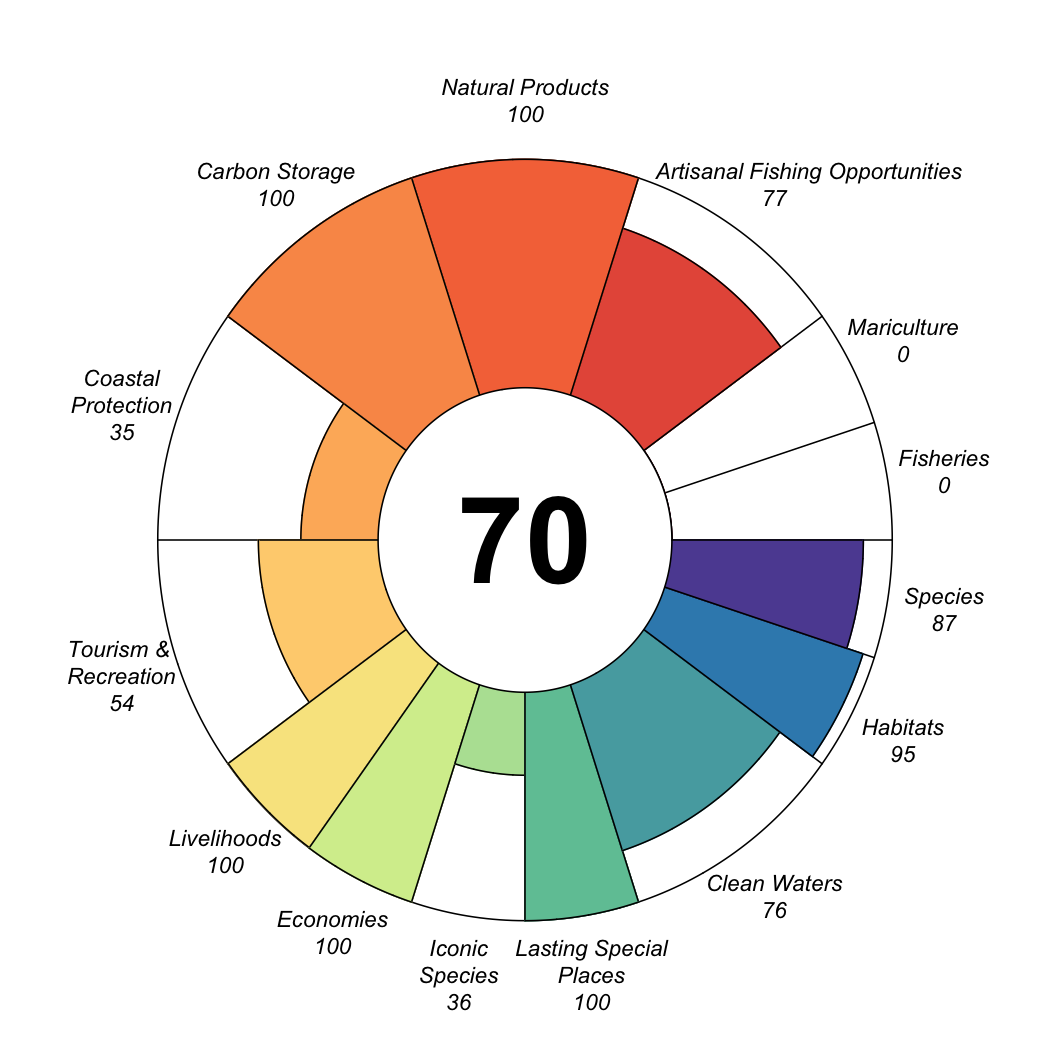 Natural Products
100
Carbon Storage
100
Artisanal Fishing Opportunities
77
Mariculture
0
Coastal
Protection
35
Fisheries
0
70
Species
87
Tourism &
Recreation
54
Habitats
95
Livelihoods
100
Clean Waters
76
Economies
100
Iconic
Species
36
Lasting Special
Places
100